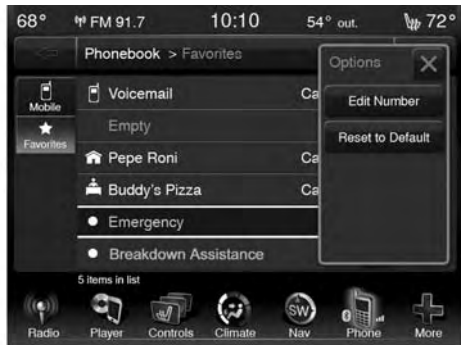 68° FM 91.7 10:10 54° out. 72°
Phonebook > Favorites
Options
Mobile
Voicemail Ca
Edit Number
Favorites
Empty
Reset to Default
Pepe Roni Ca
Buddy's Pizza Ca
Emergency
Breakdown Assistance
5 items in list
SW
Radio Player Controls Climate Nav Phone More